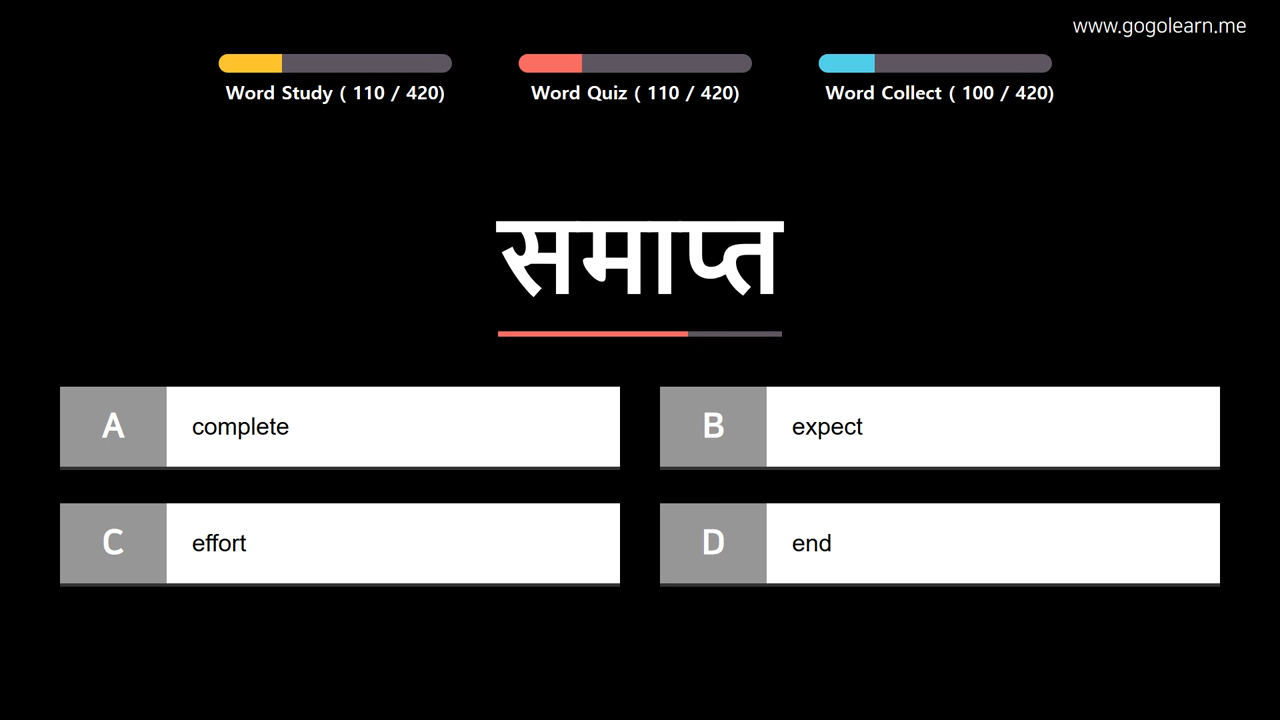 www.gogolearn.me
Word Study ( 110 / 420)
Word Quiz ( 110 / 420)
Word Collect ( 100 / 420)
समाप्त
A complete
B expect
C effort
D end